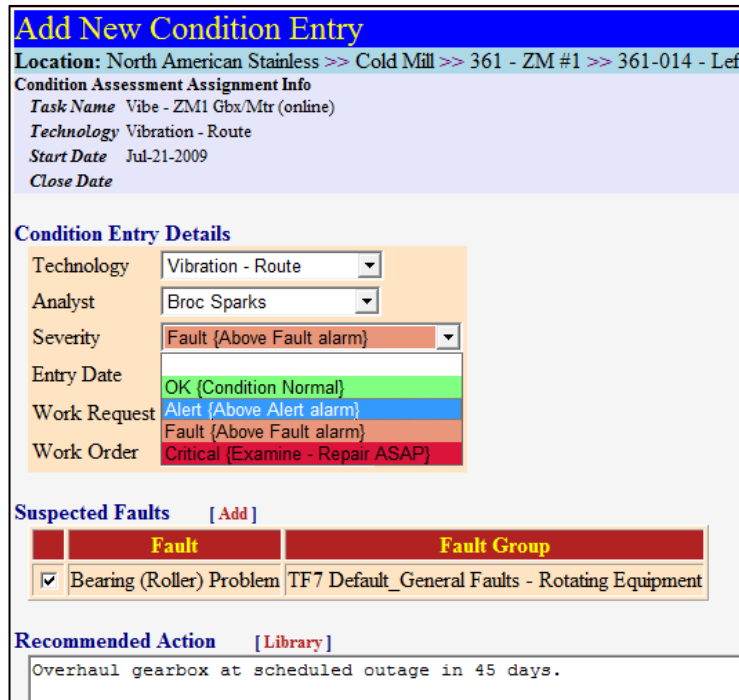 Add New Condition Entry
Location: North American Stainless >> Cold Mill >> 361 - ZM #1 >> 361-014 - Lef
Condition Assessment Assignment Info
Task Name Vibe - ZM1 Gbx/Mtr (online)
Technology Vibration - Route
Start Date Jul-21-2009
Close Date
Condition Entry Details
Technology Vibration - Route
Analyst Broc Sparks
Severity Fault {Above Fault alarm}
Entry Date
OK {Condition Normal}
Work Request Alert {Above Alert alarm}
Fault {Above Fault alarm}
Work Order Critical {Examine - Repair ASAP}
Suspected Faults [ Add ]
Fault Fault Group
Bearing (Roller) Problem TF7 Default_General Faults - Rotating Equipment
Recommended Action [ Library ]
Overhaul gearbox at scheduled outage in 45 days.